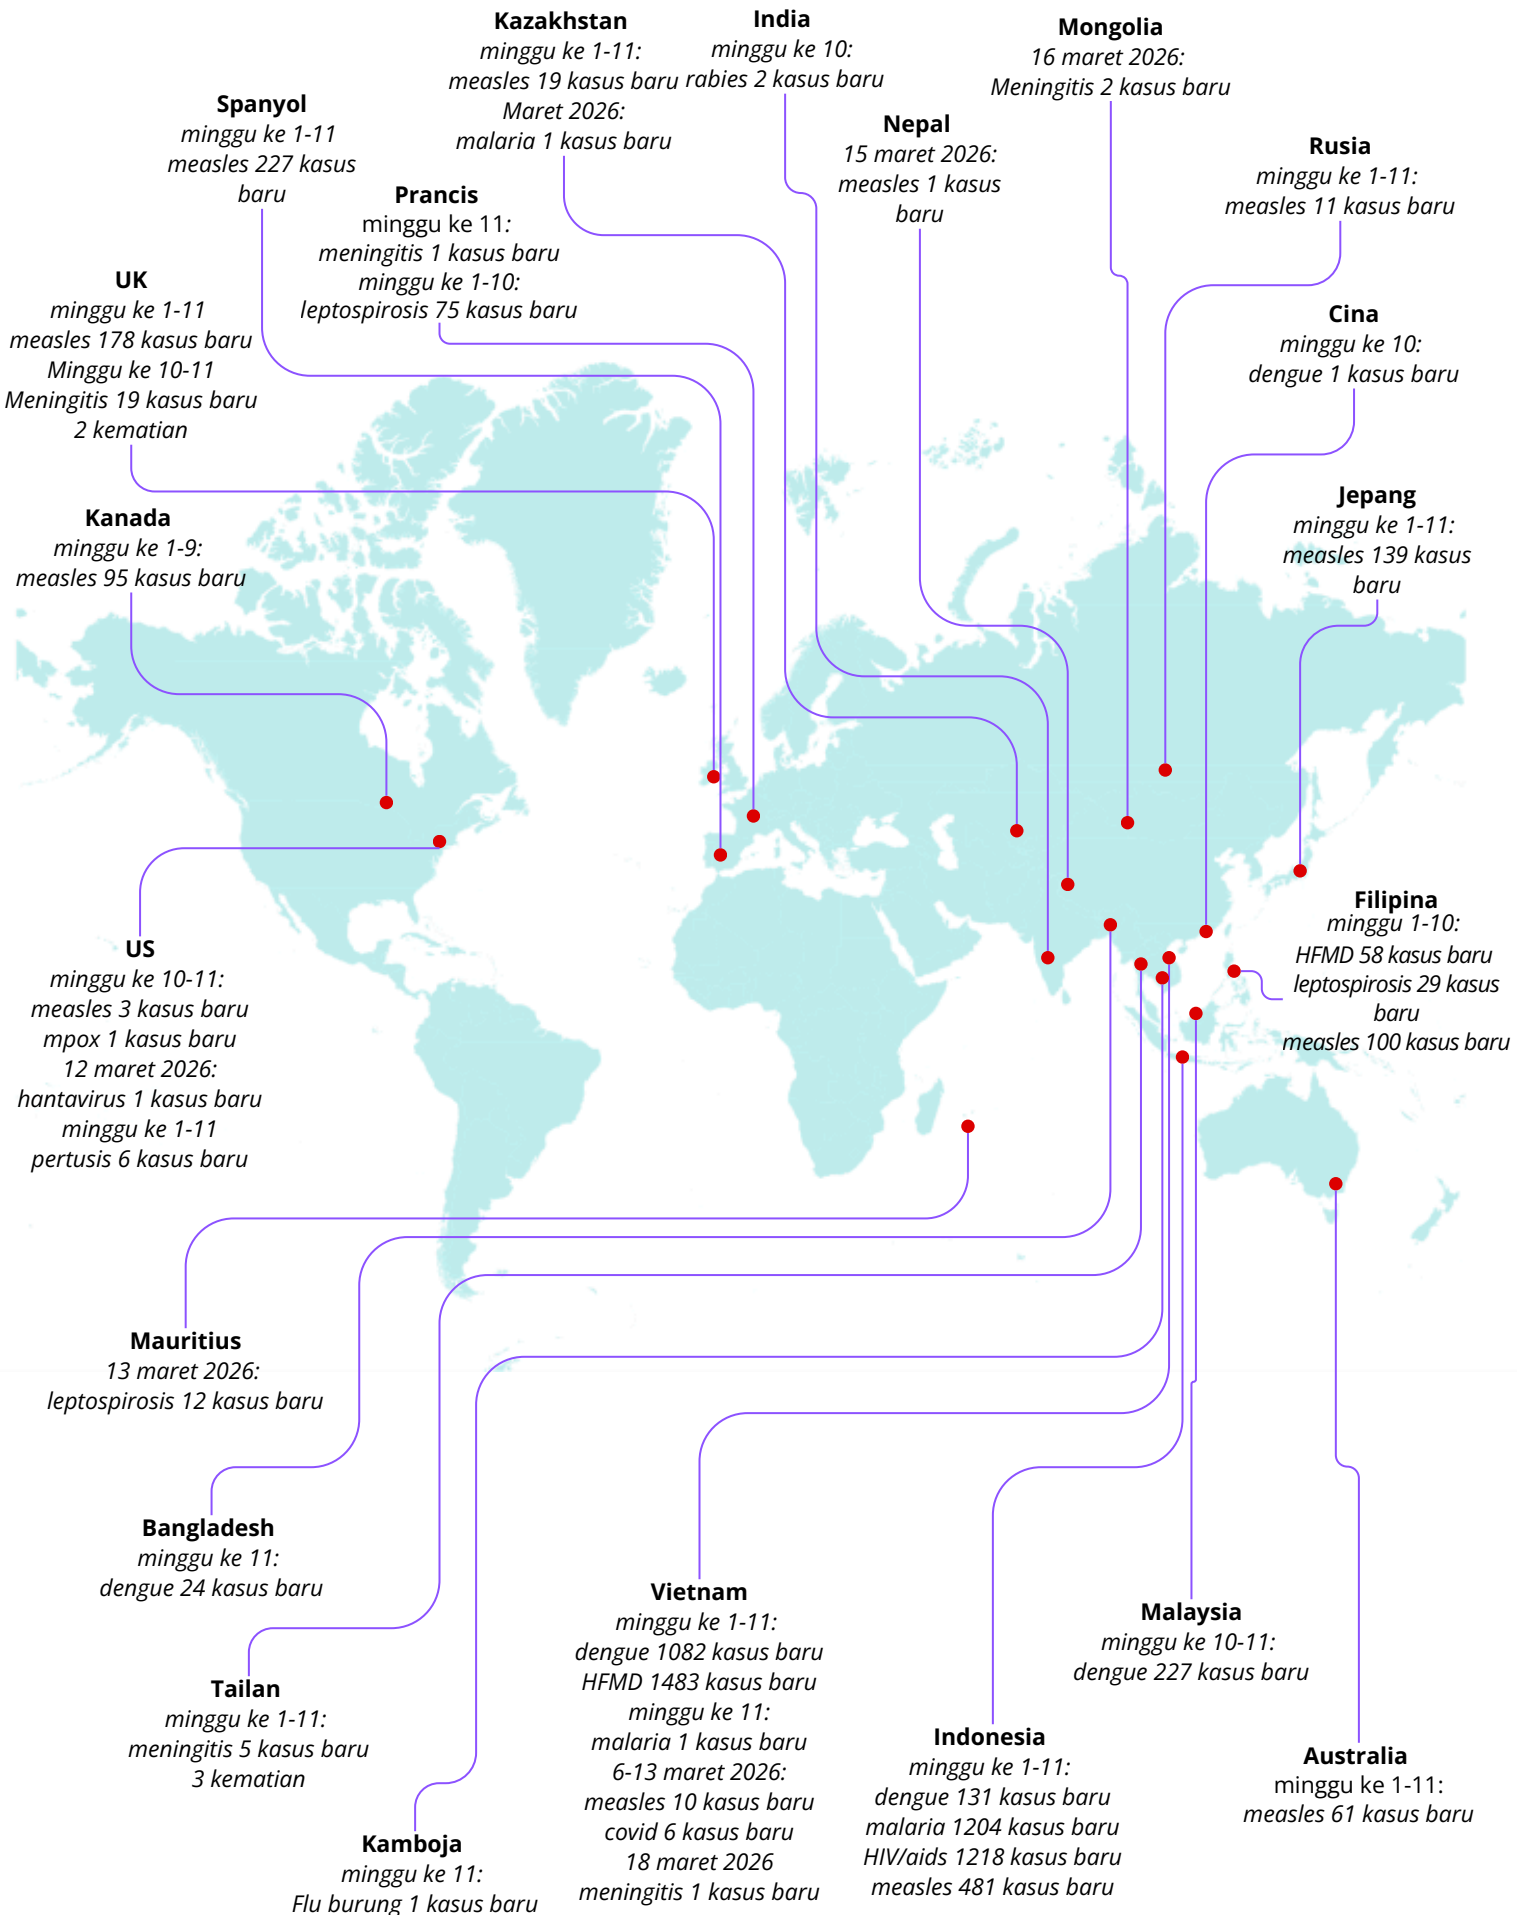 Kazakhstan
minggu ke 1-11:
measles 19 kasus baru
Maret 2026:
malaria 1 kasus baru
India
minggu ke 10:
rabies 2 kasus baru
Mongolia
16 maret 2026:
Meningitis 2 kasus baru
Spanyol
minggu ke 1-11
measles 227 kasus
baru
Nepal
15 maret 2026:
measles 1 kasus
baru
Rusia
minggu ke 1-11:
measles 11 kasus baru
Prancis
minggu ke 11:
meningitis 1 kasus baru
minggu ke 1-10:
leptospirosis 75 kasus baru
UK
minggu ke 1-11
measles 178 kasus baru
Minggu ke 10-11
Meningitis 19 kasus baru
2 kematian
Cina
minggu ke 10:
dengue 1 kasus baru
Kanada
minggu ke 1-9:
measles 95 kasus baru
Jepang
minggu ke 1-11:
measles 139 kasus
baru
Filipina
minggu 1-10:
HFMD 58 kasus baru
leptospirosis 29 kasus
baru
measles 100 kasus baru
US
minggu ke 10-11:
measles 3 kasus baru
mpox 1 kasus baru
12 maret 2026:
hantavirus 1 kasus baru
minggu ke 1-11
pertusis 6 kasus baru
Mauritius
13 maret 2026:
leptospirosis 12 kasus baru
Bangladesh
minggu ke 11:
dengue 24 kasus baru
Tailan
minggu ke 1-11:
meningitis 5 kasus baru
3 kematian
Kamboja
minggu ke 11:
Flu burung 1 kasus baru
Vietnam
minggu ke 1-11:
dengue 1082 kasus baru
HFMD 1483 kasus baru
minggu ke 11:
malaria 1 kasus baru
6-13 maret 2026:
measles 10 kasus baru
covid 6 kasus baru
18 maret 2026
meningitis 1 kasus baru
Indonesia
minggu ke 1-11:
dengue 131 kasus baru
malaria 1204 kasus baru
HIV/aids 1218 kasus baru
measles 481 kasus baru
Malaysia
minggu ke 10-11:
dengue 227 kasus baru
Australia
minggu ke 1-11:
measles 61 kasus baru